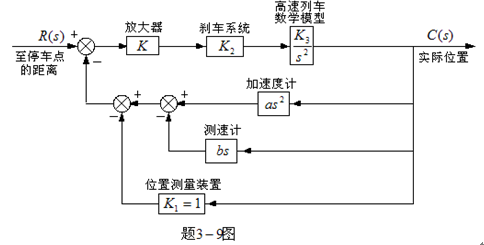 R(s)
+
−
至停车点
的距离
放大器
K
刹车系统
K₂
高速列车
数学模型
K₃
s²
C(s)
实际位置
加速度计
as²
+
−
+
−
测速计
bs
位置测量装置
K₁ = 1
题3−9图